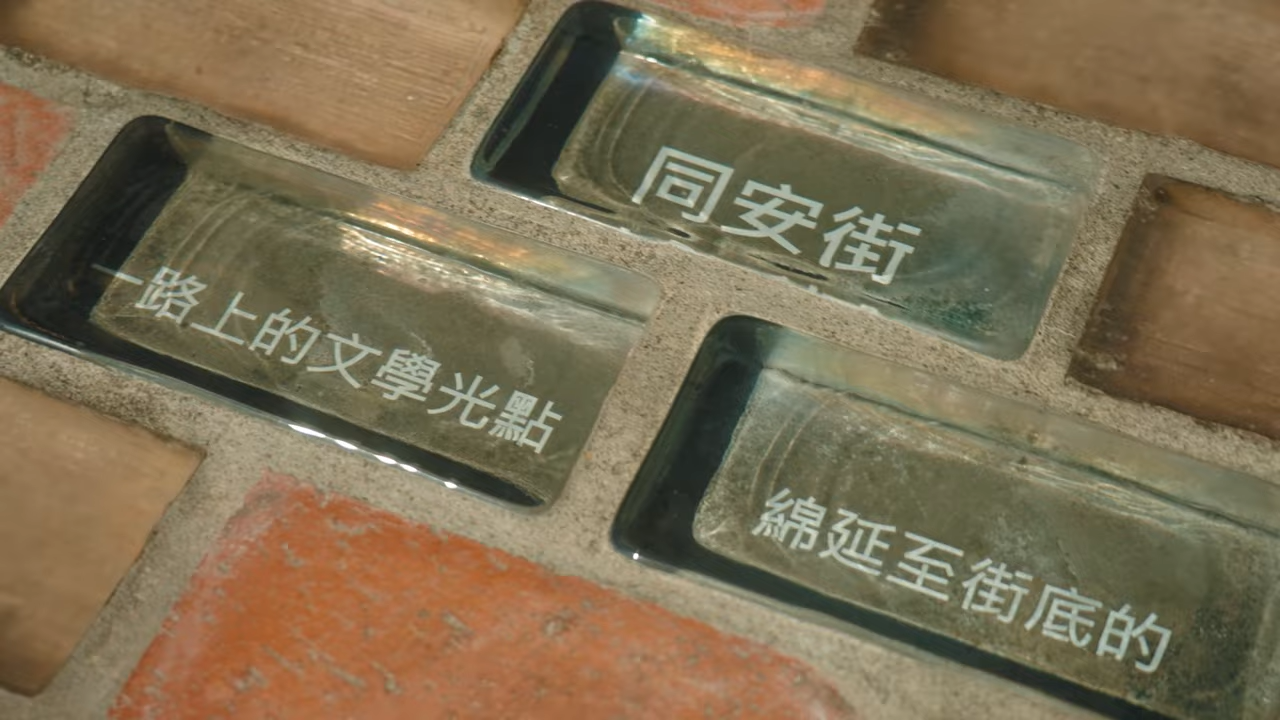 同安街
一路上的文學光點
綿延至街底的